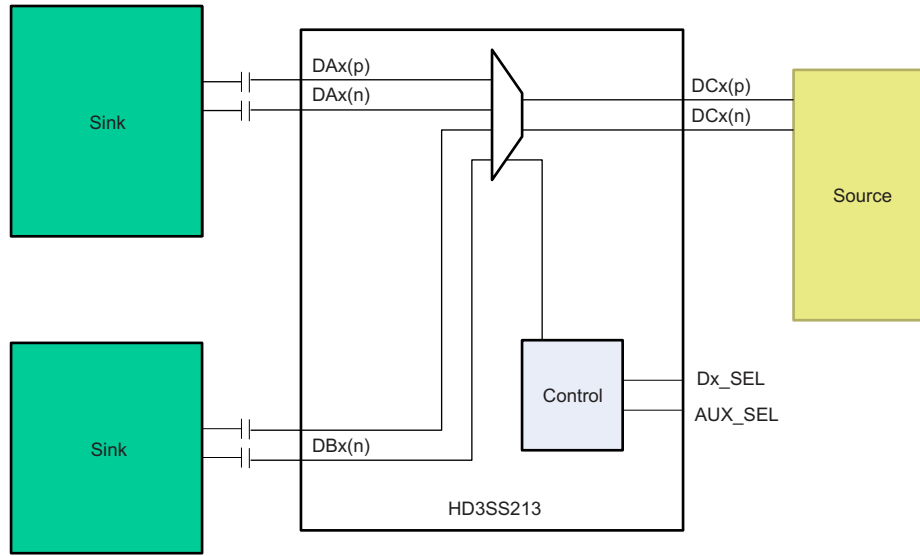 DAx(p)
DAx(n)
DCx(p)
DCx(n)
Sink
Source
Dx_SEL
Control
AUX_SEL
Sink
DBx(n)
HD3SS213